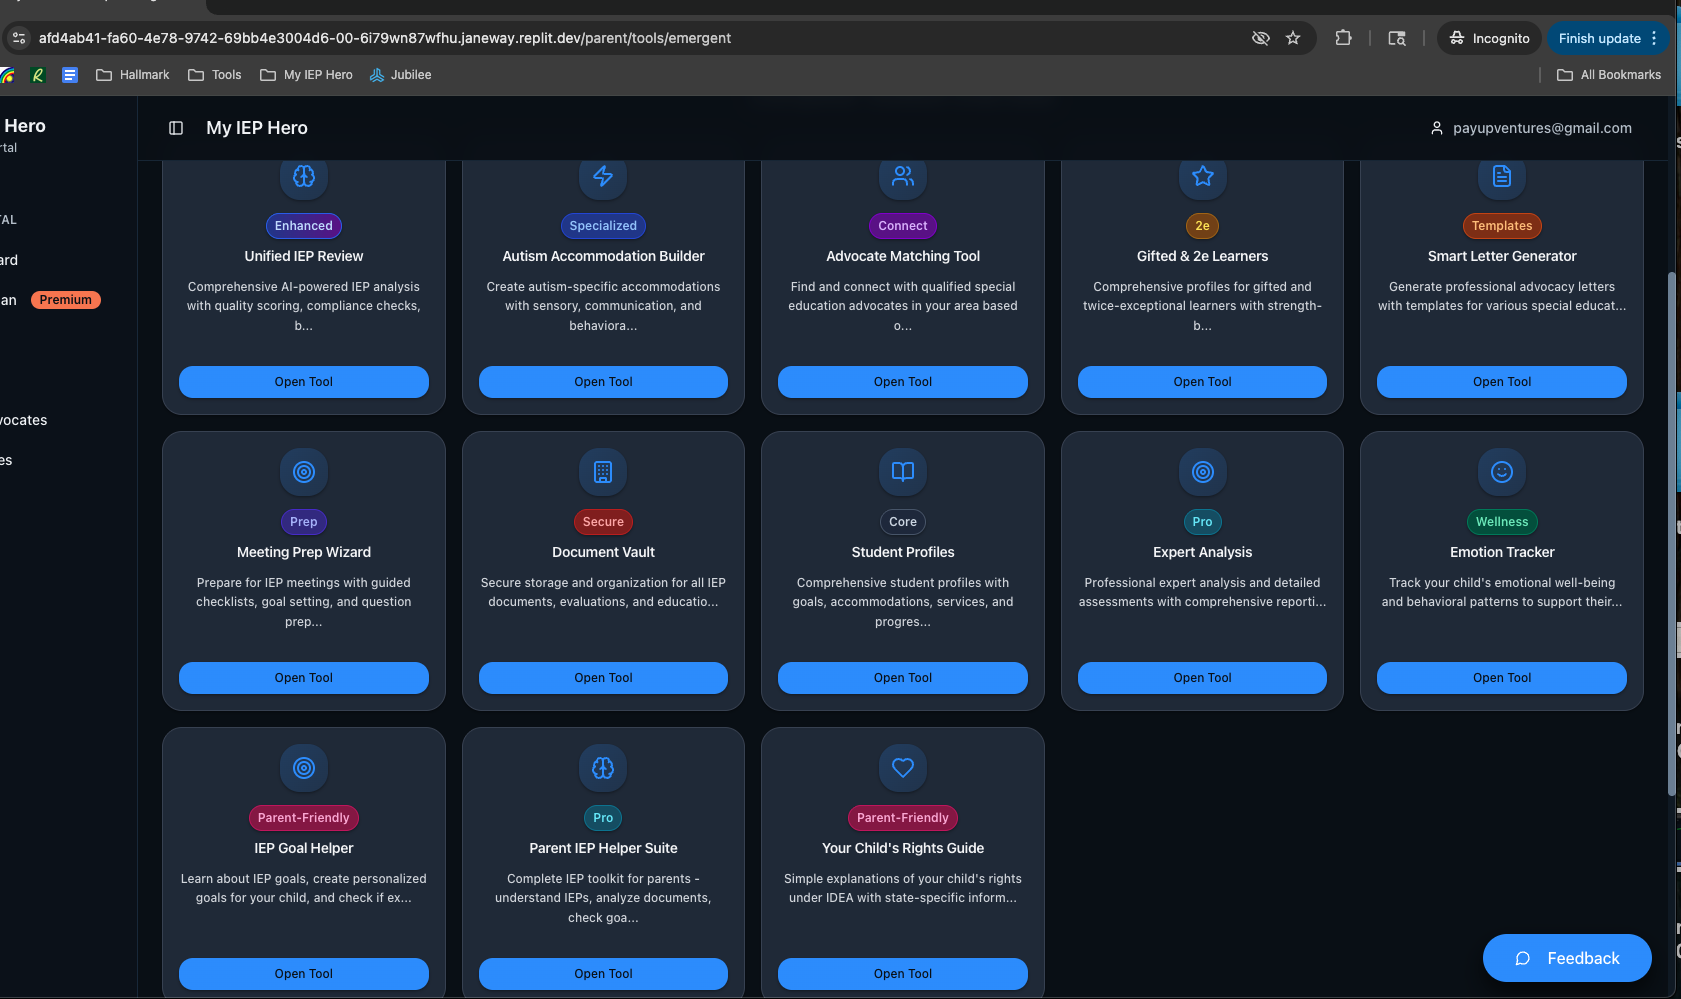 afd4ab41-fa60-4e78-9742-69bb4e3004d6-00-6i79wn87wfhu.janeway.replit.dev/parent/tools/emergent
Incognito
Finish update
Hallmark
Tools
My IEP Hero
Jubilee
All Bookmarks
Hero
rtal
My IEP Hero
payupventures@gmail.com
TAL
ard
an
Premium
vocates
es
Enhanced
Unified IEP Review
Comprehensive AI-powered IEP analysis
with quality scoring, compliance checks,
b...
Open Tool
Specialized
Autism Accommodation Builder
Create autism-specific accommodations
with sensory, communication, and
behaviora...
Open Tool
Connect
Advocate Matching Tool
Find and connect with qualified special
education advocates in your area based
o...
Open Tool
2e
Gifted & 2e Learners
Comprehensive profiles for gifted and
twice-exceptional learners with strength-
b...
Open Tool
Templates
Smart Letter Generator
Generate professional advocacy letters
with templates for various special educat...
Open Tool
Prep
Meeting Prep Wizard
Prepare for IEP meetings with guided
checklists, goal setting, and question
prep...
Open Tool
Secure
Document Vault
Secure storage and organization for all IEP
documents, evaluations, and educatio...
Open Tool
Core
Student Profiles
Comprehensive student profiles with
goals, accommodations, services, and
progres...
Open Tool
Pro
Expert Analysis
Professional expert analysis and detailed
assessments with comprehensive reporti...
Open Tool
Wellness
Emotion Tracker
Track your child's emotional well-being
and behavioral patterns to support their...
Open Tool
Parent-Friendly
IEP Goal Helper
Learn about IEP goals, create personalized
goals for your child, and check if ex...
Open Tool
Pro
Parent IEP Helper Suite
Complete IEP toolkit for parents -
understand IEPs, analyze documents,
check goa...
Open Tool
Parent-Friendly
Your Child's Rights Guide
Simple explanations of your child's rights
under IDEA with state-specific inform...
Open Tool
Feedback